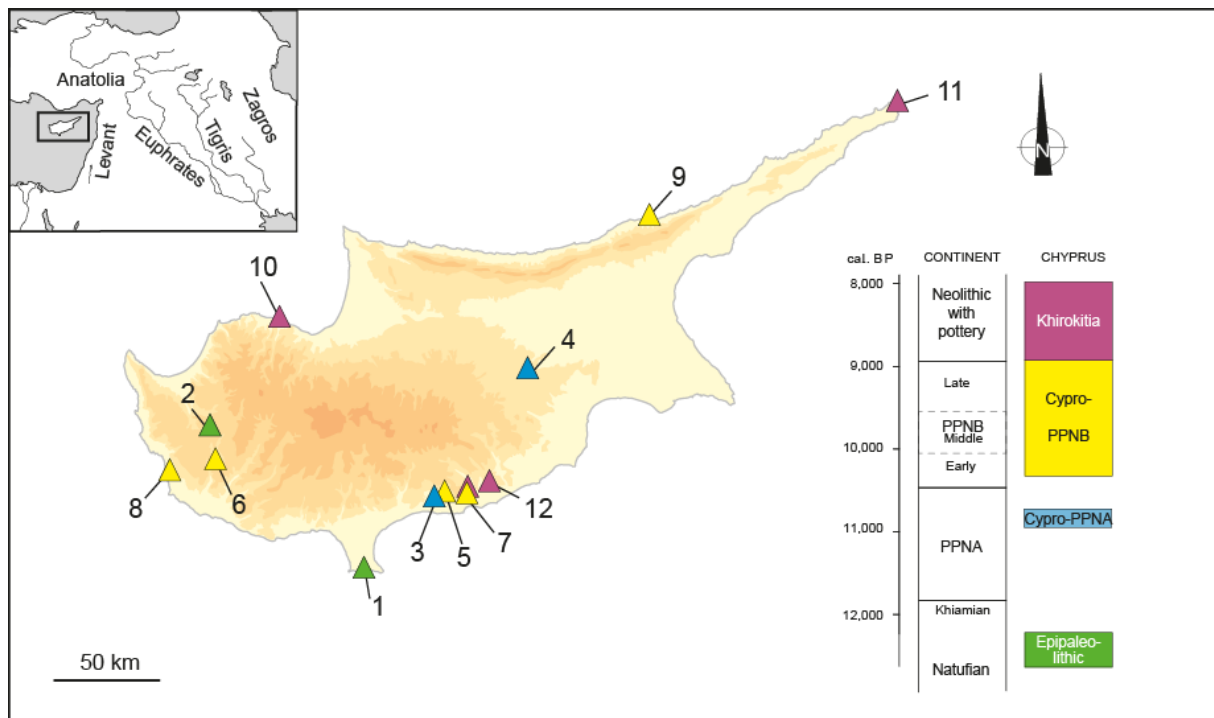 Anatolia
Zagros
Tigris
Euphrates
Levant
11
N
9
10
4
2
8
6
3
5
7
12
1
50 km
cal. BP
CONTINENT
CHYPRUS
8,000
9,000
10,000
11,000
12,000
Neolithic
with
pottery
Late
PPNB
Middle
Early
PPNA
Khiamian
Natufian
Khirokitia
Cypro-
PPNB
Cypro-PPNA
Epipaleo-
lithic